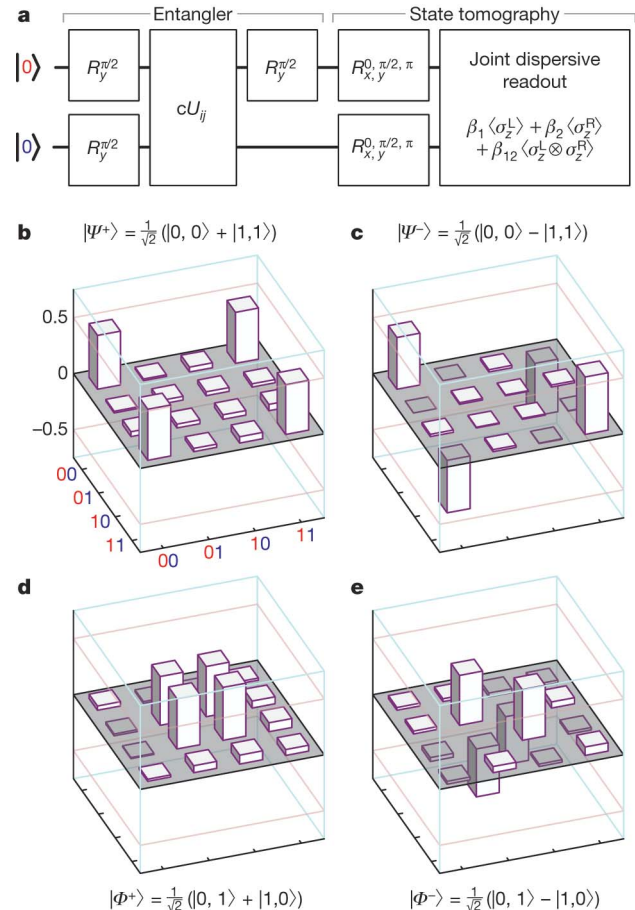 a
Entangler
State tomography
|0⟩
R_y^{π/2}
cU_{ij}
R_y^{π/2}
R_{x, y}^{0, π/2, π}
Joint dispersive
readout
β_1 ⟨σ_z^L⟩ + β_2 ⟨σ_z^R⟩
+ β_{12} ⟨σ_z^L ⊗ σ_z^R⟩
|0⟩
R_y^{π/2}
R_{x, y}^{0, π/2, π}
b
|Ψ^+⟩ = 1/√2 (|0, 0⟩ + |1,1⟩)
c
|Ψ^-⟩ = 1/√2 (|0, 0⟩ − |1,1⟩)
0.5
0
−0.5
00
01
10
11
00
01
10
11
d
e
|Φ^+⟩ = 1/√2 (|0, 1⟩ + |1,0⟩)
|Φ^-⟩ = 1/√2 (|0, 1⟩ − |1,0⟩)